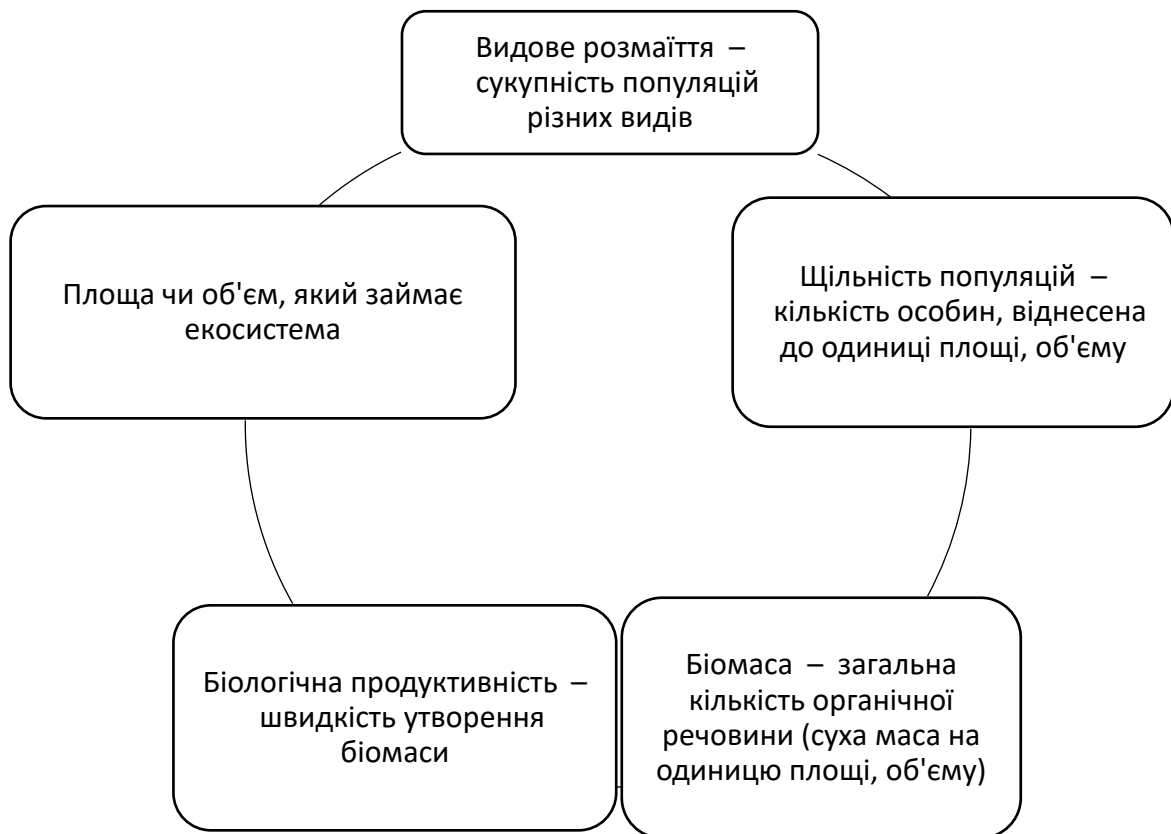 Видове розмаїття –
сукупність популяцій
різних видів
Щільність популяцій –
кількість особин, віднесена
до одиниці площі, об'єму
Біомаса – загальна
кількість органічної
речовини (суха маса на
одиницю площі, об'єму)
Біологічна продуктивність –
швидкість утворення
біомаси
Площа чи об'єм, який займає
екосистема